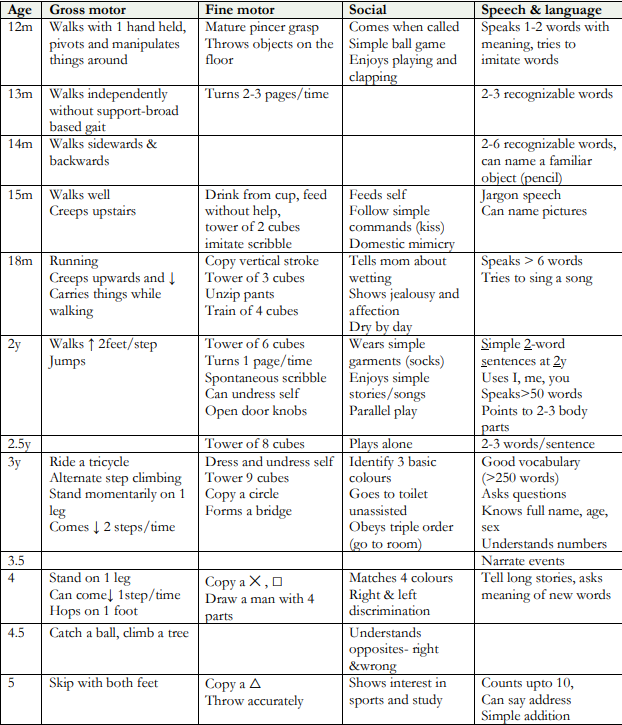 Age Gross motor Fine motor Social Speech & language
12m Walks with 1 hand held, Mature pincer grasp Comes when called Speaks 1-2 words with
pivots and manipulates Throws objects on the Simple ball game meaning, tries to
things around floor Enjoys playing and imitate words
clapping
13m Walks independently Turns 2-3 pages/time 2-3 recognizable words
without support-broad
based gait
14m Walks sidewards & 2-6 recognizable words,
backwards can name a familiar
object (pencil)
15m Walks well Drink from cup, feed Feeds self Jargon speech
Creeps upstairs without help, Follow simple Can name pictures
tower of 2 cubes commands (kiss)
imitate scribble Domestic mimicry
18m Running Copy vertical stroke Tells mom about Speaks > 6 words
Creeps upwards and ↓ Tower of 3 cubes wetting Tries to sing a song
Carries things while Unzip pants Shows jealousy and
walking Train of 4 cubes affection
Dry by day
2y Walks ↑ 2feet/step Tower of 6 cubes Wears simple Simple 2-word
Jumps Turns 1 page/time garments (socks) sentences at 2y
Spontaneous scribble Enjoys simple Uses I, me, you
Can undress self stories/songs Speaks>50 words
Open door knobs Parallel play Points to 2-3 body
parts
2.5y Tower of 8 cubes Plays alone 2-3 words/sentence
3y Ride a tricycle Dress and undress self Identify 3 basic Good vocabulary
Alternate step climbing Tower 9 cubes colours (>250 words)
Stand momentarily on 1 Copy a circle Goes to toilet Asks questions
leg Forms a bridge unassisted Knows full name, age,
Comes ↓ 2 steps/time Obeys triple order sex
(go to room) Understands numbers
3.5 Narrate events
4 Stand on 1 leg Copy a ✕ , □ Matches 4 colours Tell long stories, asks
Can come↓ 1step/time Draw a man with 4 Right & left meaning of new words
Hops on 1 foot parts discrimination
4.5 Catch a ball, climb a tree Understands
opposites- right
&wrong
5 Skip with both feet Copy a △ Shows interest in Counts upto 10,
Throw accurately sports and study Can say address
Simple addition